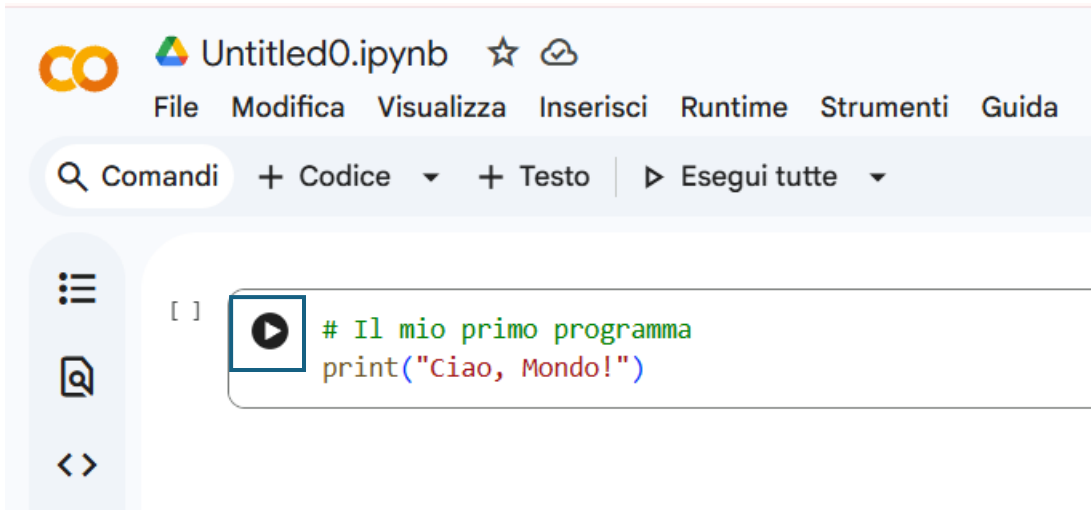 Untitled0.ipynb
File Modifica Visualizza Inserisci Runtime Strumenti Guida
Comandi + Codice + Testo Esegui tutte
[ ]
# Il mio primo programma
print("Ciao, Mondo!")